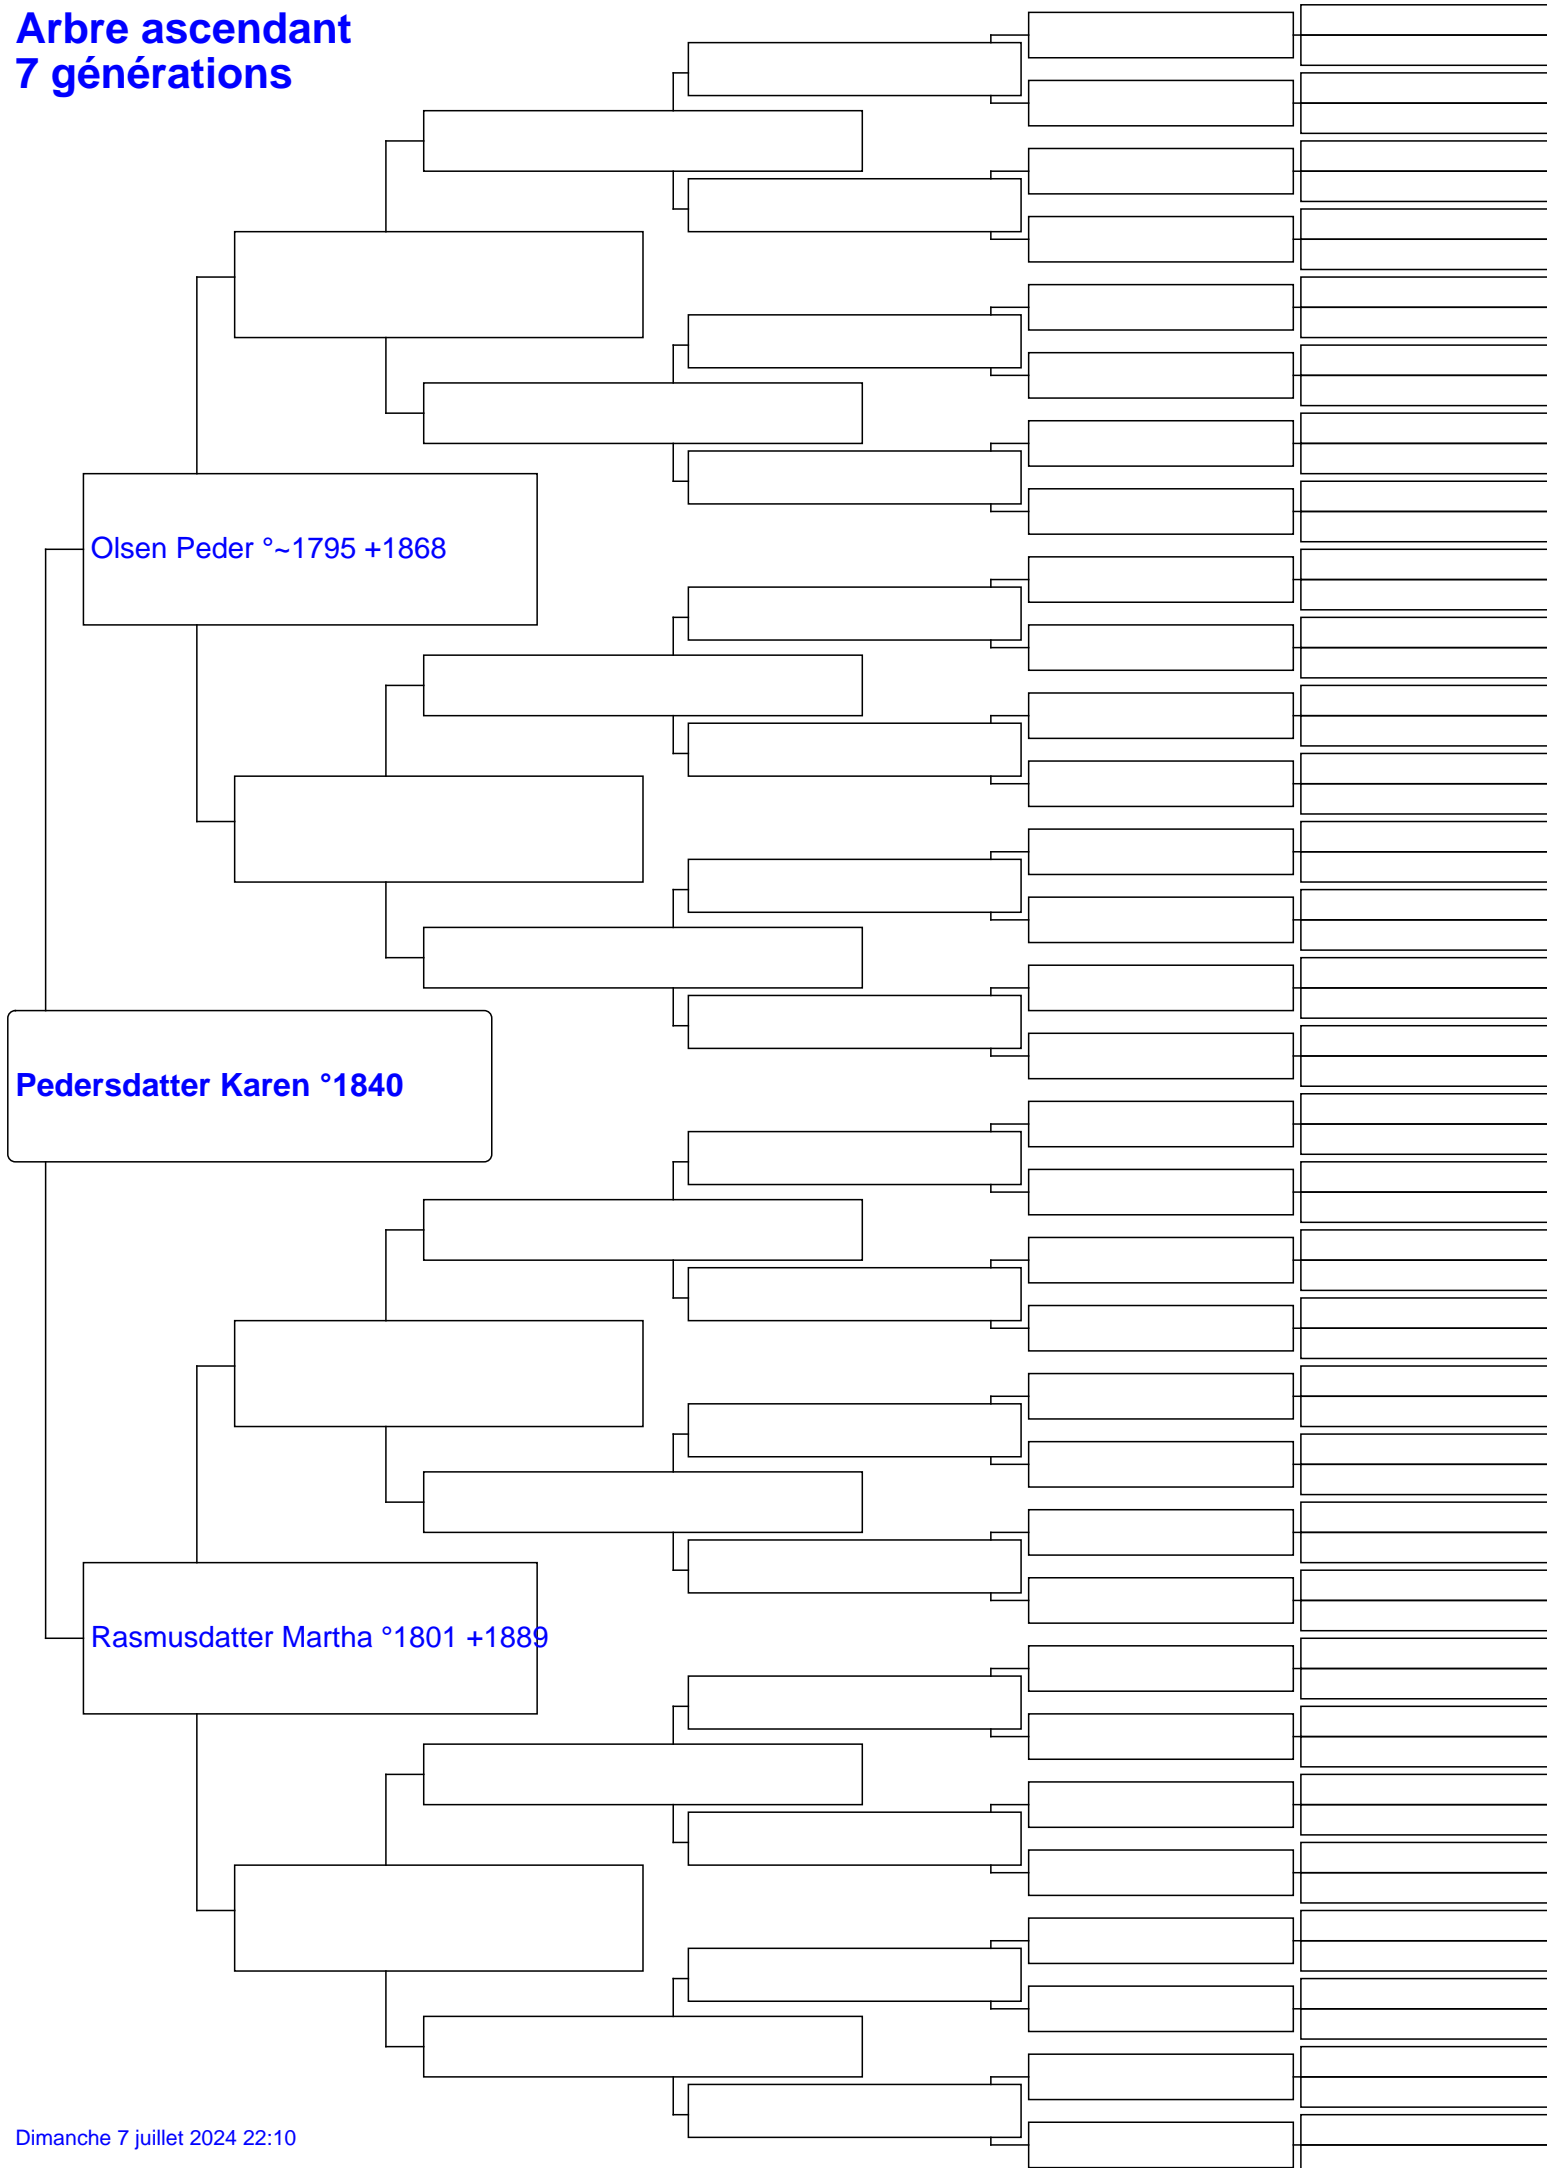 Arbre ascendant
7 générations
Olsen Peder °~1795 +1868
Pedersdatter Karen °1840
Rasmusdatter Martha °1801 +1889
Dimanche 7 juillet 2024 22:10